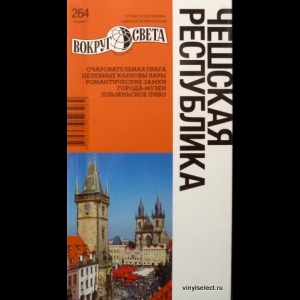 264
ВОКРУГ СВЕТА
ОЧАРОВАТЕЛЬНАЯ ПРАГА
ЦЕЛЕБНЫЕ КАРЛОВЫ ВАРЫ
РОМАНТИЧЕСКИЕ ЗАМКИ
ГОРОДА-МУЗЕИ
ПЛЬЗЕНЬСКОЕ ПИВО
ЧЕШСКАЯ
РЕСПУБЛИКА
vinylselect.ru